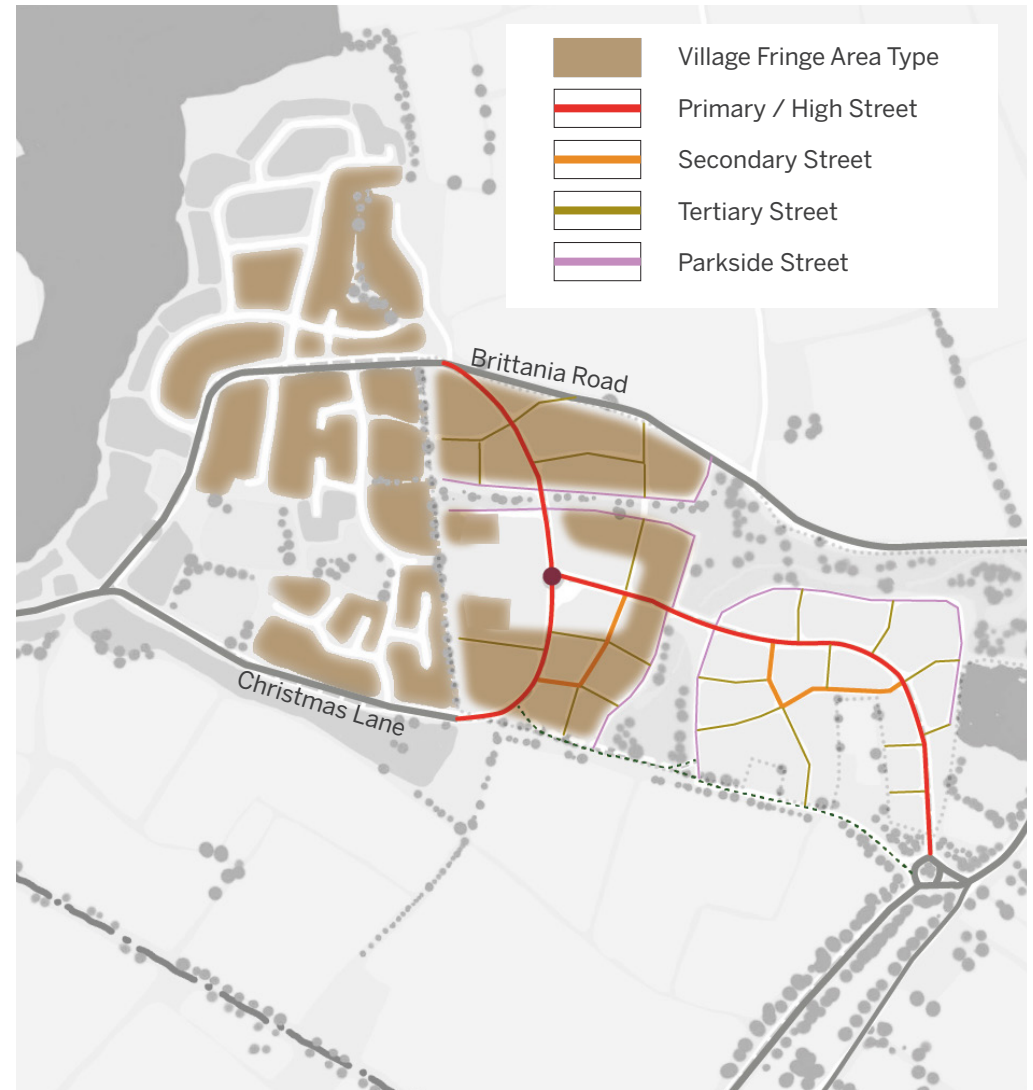 Village Fringe Area Type
Primary / High Street
Secondary Street
Tertiary Street
Parkside Street
Brittania Road
Christmas Lane